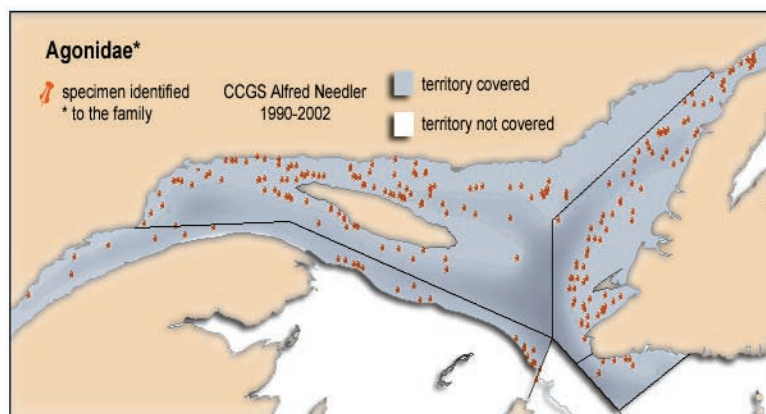 Agonidae*
specimen identified
* to the family
CCGS Alfred Needler
1990-2002
territory covered
territory not covered